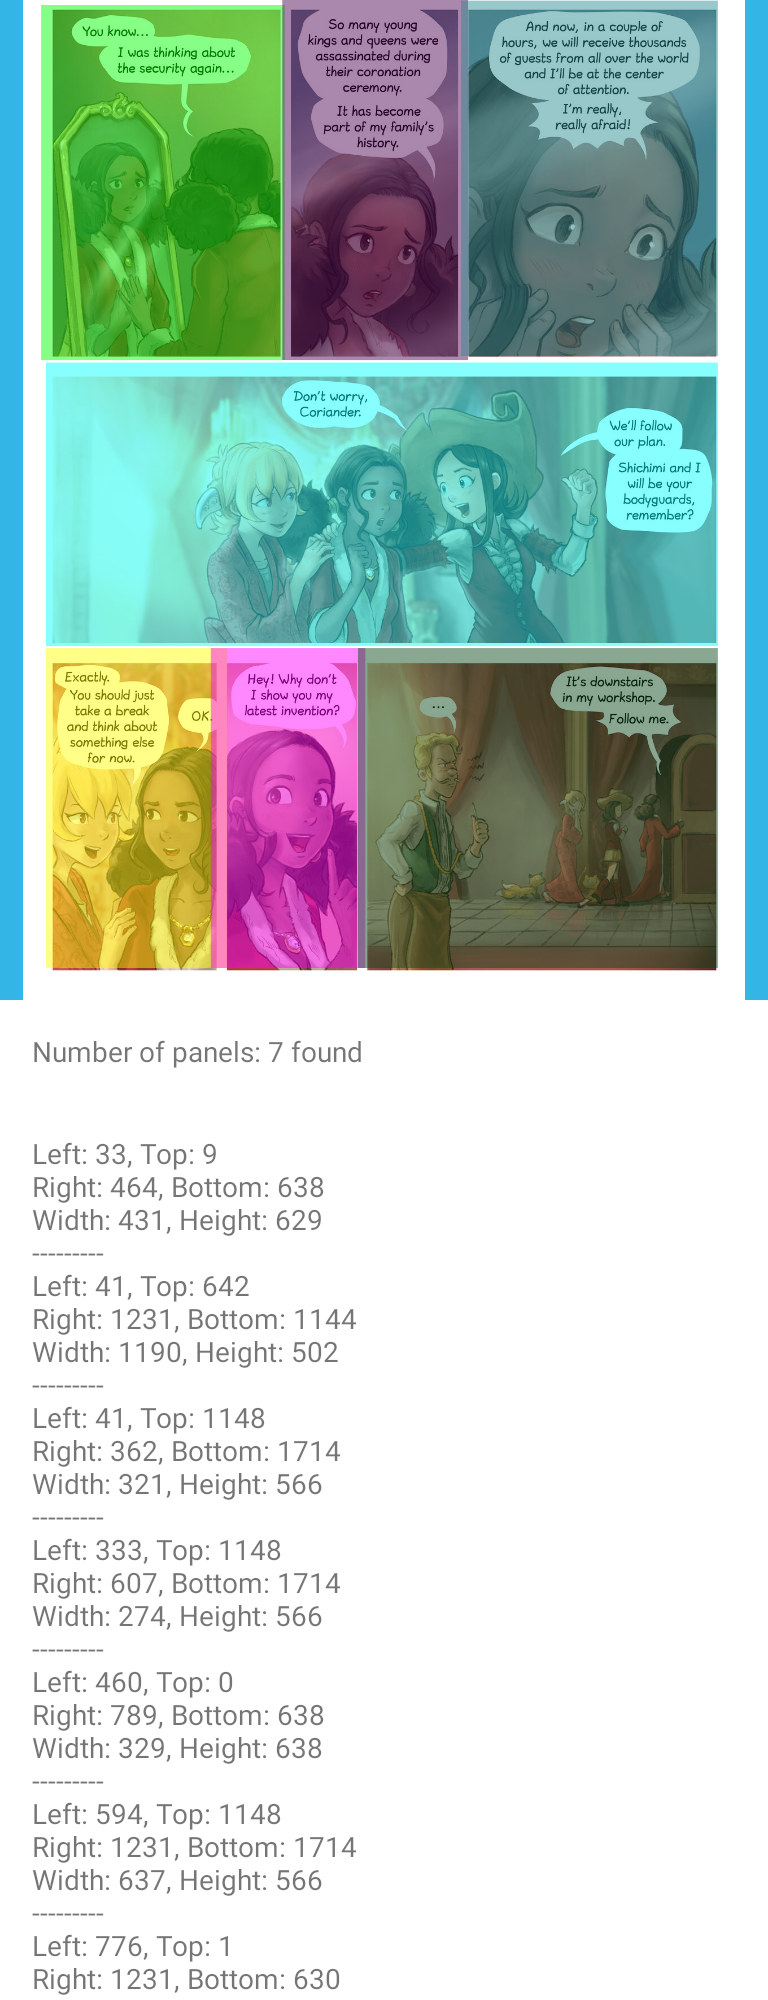 You know...
I was thinking about
the security again...
So many young
kings and queens were
assassinated during
their coronation
ceremony.
It has become
part of my family's
history.
And now, in a couple of
hours, we will receive thousands
of guests from all over the world
and I'll be at the center
of attention.
I'm really,
really afraid!
Don't worry,
Coriander.
We'll follow
our plan.
Shichimi and I
will be your
bodyguards,
remember?
Exactly.
You should just
take a break
and think about
something else
for now.
OK.
Hey! Why don't
I show you my
latest invention?
...
It's downstairs
in my workshop.
Follow me.
Number of panels: 7 found
Left: 33, Top: 9
Right: 464, Bottom: 638
Width: 431, Height: 629
---------
Left: 41, Top: 642
Right: 1231, Bottom: 1144
Width: 1190, Height: 502
---------
Left: 41, Top: 1148
Right: 362, Bottom: 1714
Width: 321, Height: 566
---------
Left: 333, Top: 1148
Right: 607, Bottom: 1714
Width: 274, Height: 566
---------
Left: 460, Top: 0
Right: 789, Bottom: 638
Width: 329, Height: 638
---------
Left: 594, Top: 1148
Right: 1231, Bottom: 1714
Width: 637, Height: 566
---------
Left: 776, Top: 1
Right: 1231, Bottom: 630